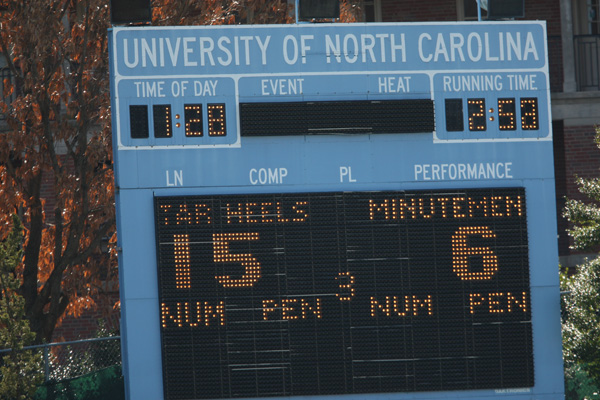 UNIVERSITY OF NORTH CAROLINA
TIME OF DAY EVENT HEAT RUNNING TIME
1:28 2:53
LN COMP PL PERFORMANCE
TAR HEELS MINUTEMEN
15 6
3
NUM PEN NUM PEN